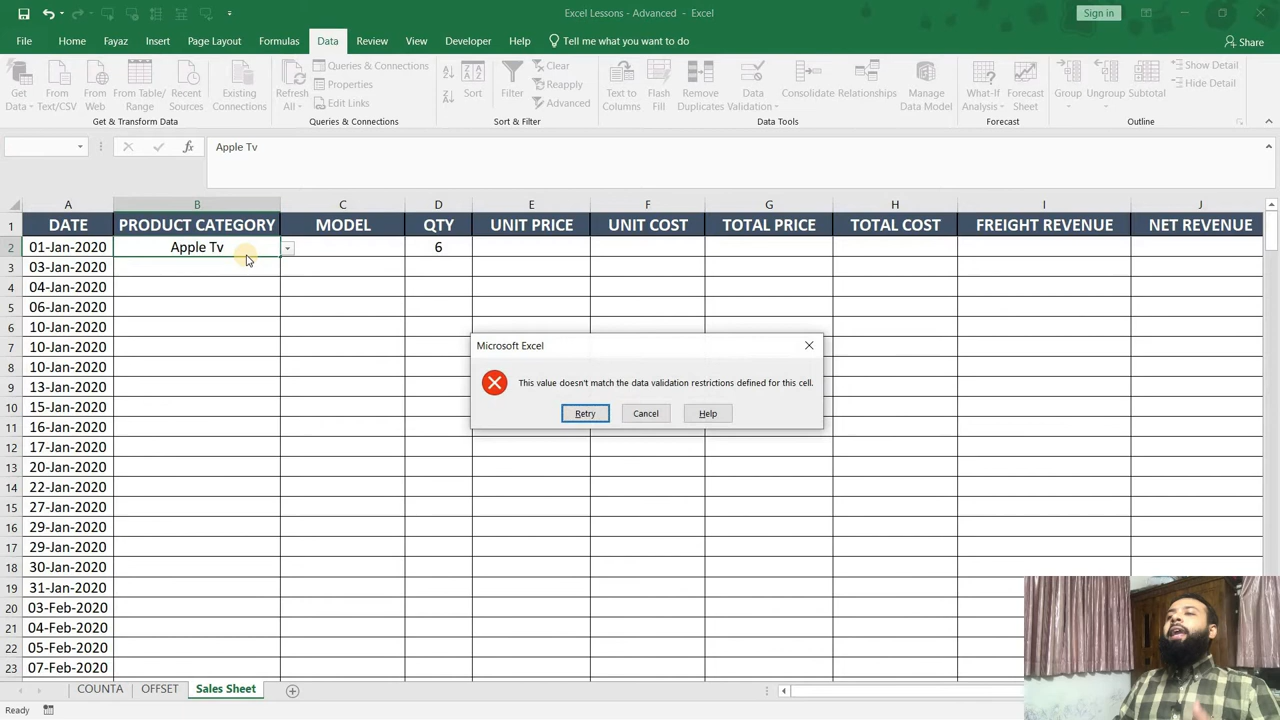 Excel Lessons - Advanced - Excel
Sign in
File Home Fayaz Insert Page Layout Formulas Data Review View Developer Help Tell me what you want to do Share
Get Data
From Text/CSV
From Web
From Table/ Range
Recent Sources
Existing Connections
Get & Transform Data
Refresh All
Queries & Connections
Properties
Edit Links
Queries & Connections
Sort
Filter
Clear
Reapply
Advanced
Sort & Filter
Text to Columns
Flash Fill
Remove Duplicates
Data Validation
Consolidate
Relationships
Manage Data Model
Data Tools
What-If Analysis
Forecast Sheet
Forecast
Group
Ungroup
Subtotal
Show Detail
Hide Detail
Outline
fx Apple Tv
A B C D E F G H I J
1 DATE PRODUCT CATEGORY MODEL QTY UNIT PRICE UNIT COST TOTAL PRICE TOTAL COST FREIGHT REVENUE NET REVENUE
2 01-Jan-2020 Apple Tv 6
3 03-Jan-2020
4 04-Jan-2020
5 06-Jan-2020
6 10-Jan-2020
7 10-Jan-2020
8 10-Jan-2020
9 13-Jan-2020
10 15-Jan-2020
11 16-Jan-2020
12 17-Jan-2020
13 20-Jan-2020
14 22-Jan-2020
15 27-Jan-2020
16 29-Jan-2020
17 29-Jan-2020
18 30-Jan-2020
19 31-Jan-2020
20 03-Feb-2020
21 04-Feb-2020
22 05-Feb-2020
23 07-Feb-2020
Microsoft Excel
This value doesn't match the data validation restrictions defined for this cell.
Retry Cancel Help
COUNTA OFFSET Sales Sheet
Ready